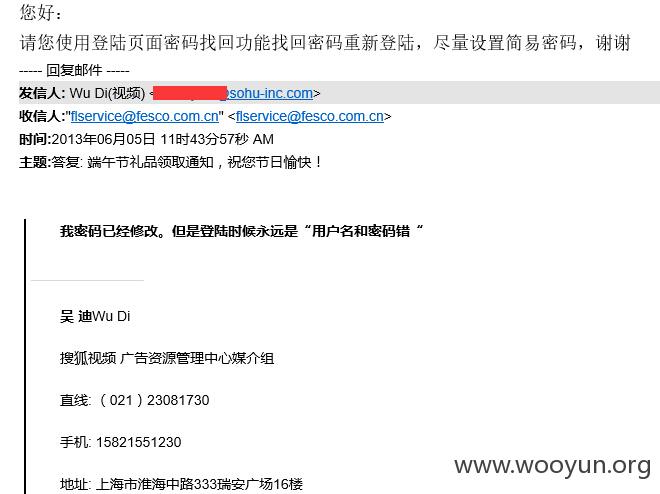 您好：
请您使用登陆页面密码找回功能找回密码重新登陆，尽量设置简易密码，谢谢
----- 回复邮件 -----
发信人: Wu Di(视频) < @sohu-inc.com>
收信人:"flservice@fesco.com.cn" <flservice@fesco.com.cn>
时间:2013年06月05日 11时43分57秒 AM
主题:答复: 端午节礼品领取通知，祝您节日愉快！
我密码已经修改。但是登陆时候永远是“用户名和密码错“
吴 迪Wu Di
搜狐视频 广告资源管理中心媒介组
直线: （021）23081730
手机: 15821551230
地址: 上海市淮海中路333瑞安广场16楼
www.wooyun.org